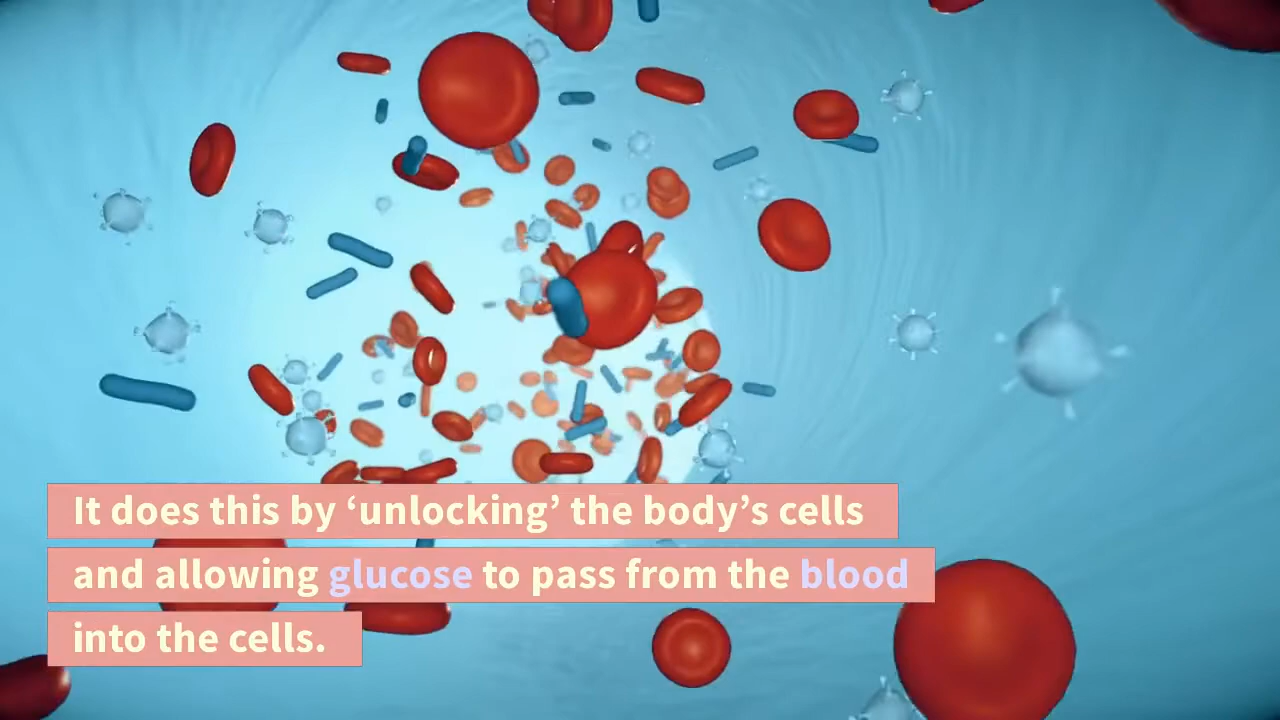 It does this by ‘unlocking’ the body’s cells
and allowing glucose to pass from the blood
into the cells.